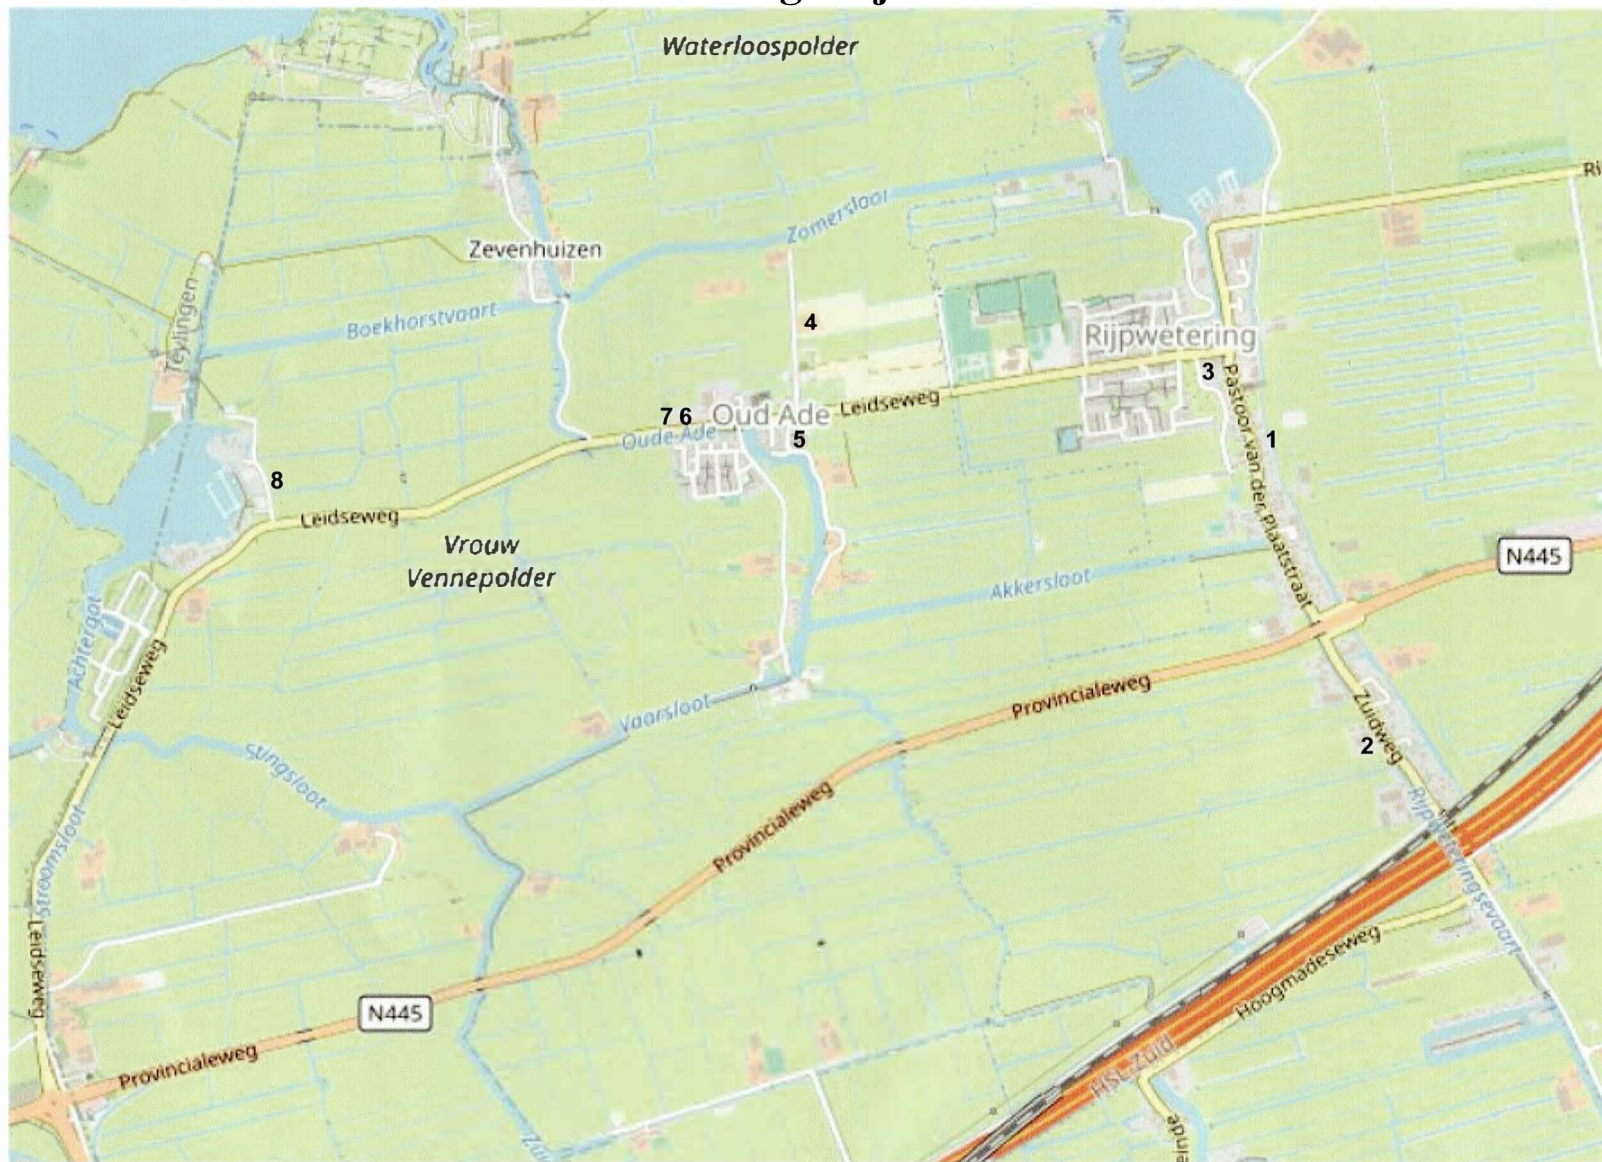 Waterloospolder
Zomersloot
Zevenhuizen
Teylingen
Boekhorstvaart
4
Rijpwetering
3
Pastoor van der Plaatstraat
7 6
Oud Ade
Leidseweg
Oude Ade
5
1
8
Leidseweg
Vrouw
Vennepolder
N445
Akkersloot
Achtergat
Leidseweg
Provincialeweg
Vaarsloot
Zuidweg
2
Stingsloot
Provincialeweg
Rijpweteringsevaart
Stroomsloot
Leidseweg
Hoogmadeseweg
N445
Provincialeweg
HSL-Zuid